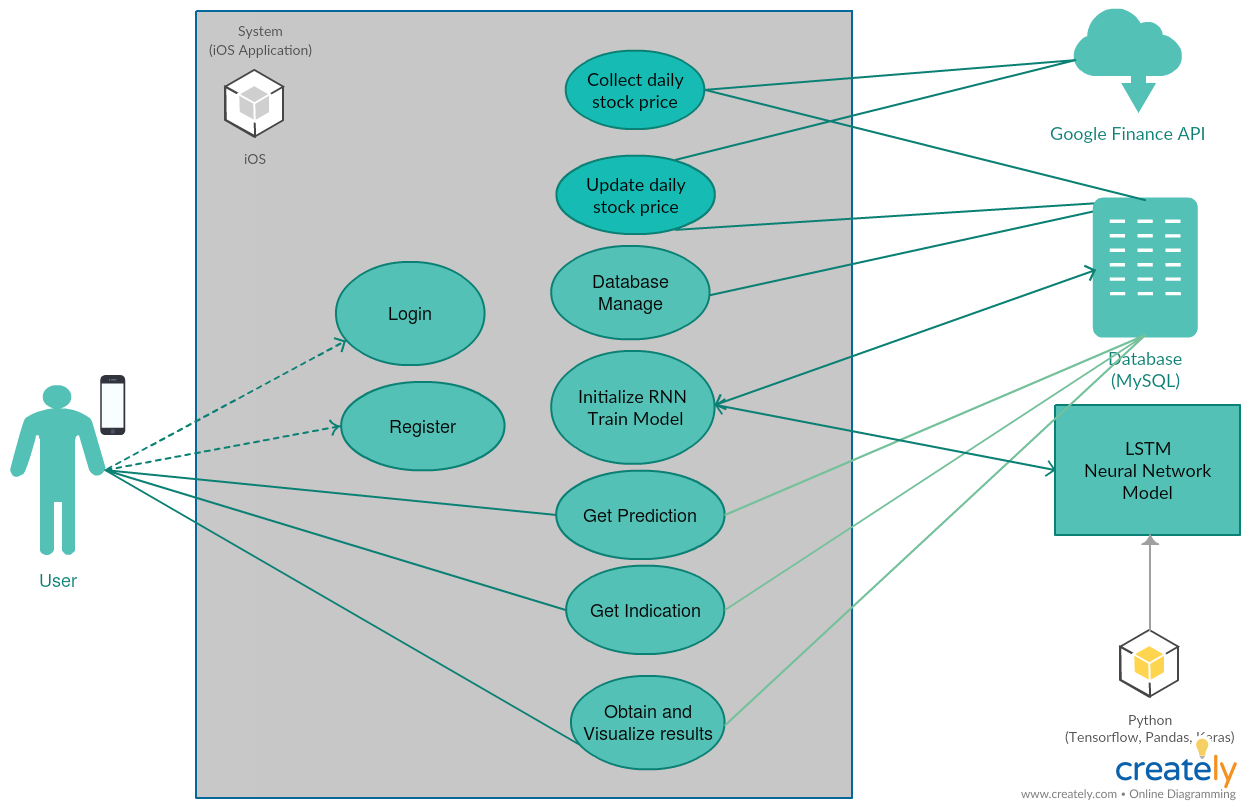 System
(iOS Application)
iOS
Collect daily
stock price
Update daily
stock price
Database
Manage
Login
Register
Initialize RNN
Train Model
Get Prediction
Get Indication
Obtain and
Visualize results
User
Google Finance API
Database
(MySQL)
LSTM
Neural Network
Model
Python
(Tensorflow, Pandas, Keras)
creately
www.creately.com • Online Diagramming